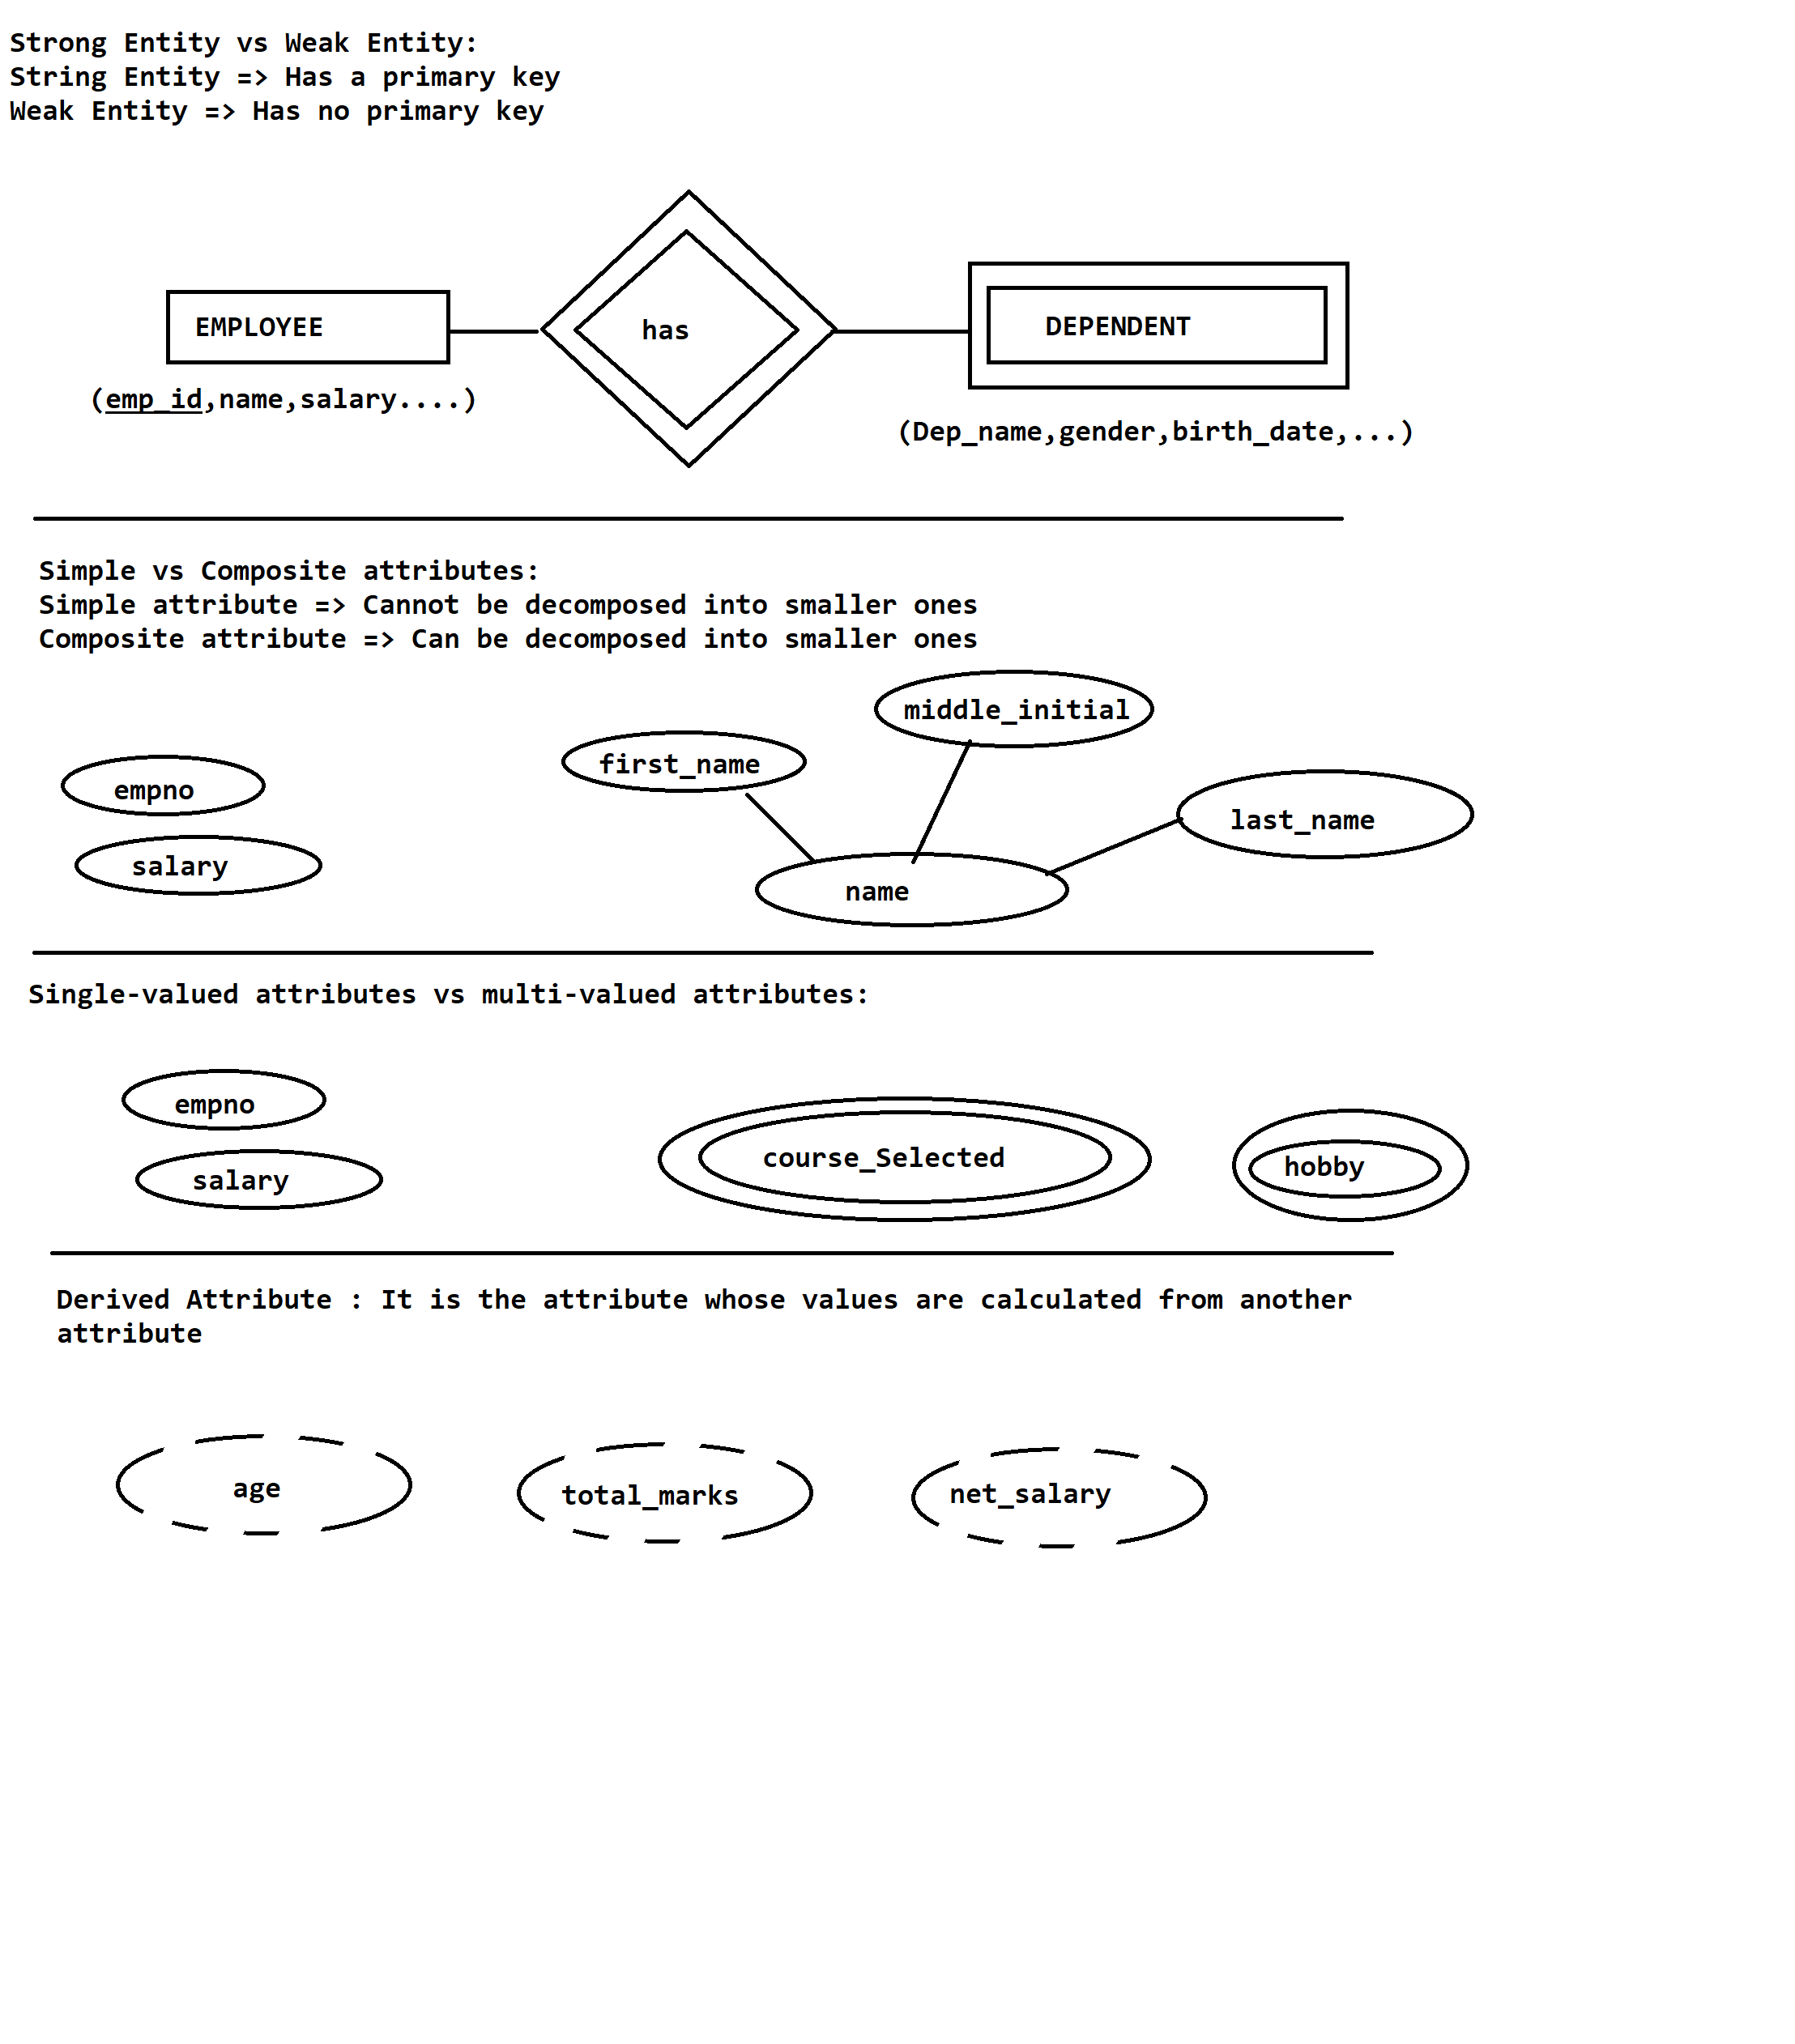 Strong Entity vs Weak Entity:
String Entity => Has a primary key
Weak Entity => Has no primary key
EMPLOYEE
has
DEPENDENT
(emp_id,name,salary....)
(Dep_name,gender,birth_date,...)
Simple vs Composite attributes:
Simple attribute => Cannot be decomposed into smaller ones
Composite attribute => Can be decomposed into smaller ones
middle_initial
first_name
empno
last_name
salary
name
Single-valued attributes vs multi-valued attributes:
empno
course_Selected
hobby
salary
Derived Attribute : It is the attribute whose values are calculated from another
attribute
age
total_marks
net_salary